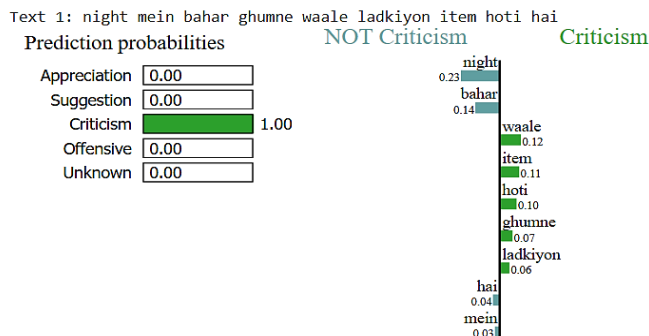 Text 1: night mein bahar ghumne waale ladkiyon item hoti hai
Prediction probabilities
Appreciation 0.00
Suggestion 0.00
Criticism 1.00
Offensive 0.00
Unknown 0.00
NOT Criticism Criticism
night
0.23
bahar
0.14
waale
0.12
item
0.11
hoti
0.10
ghumne
0.07
ladkiyon
0.06
hai
0.04
mein
0.03